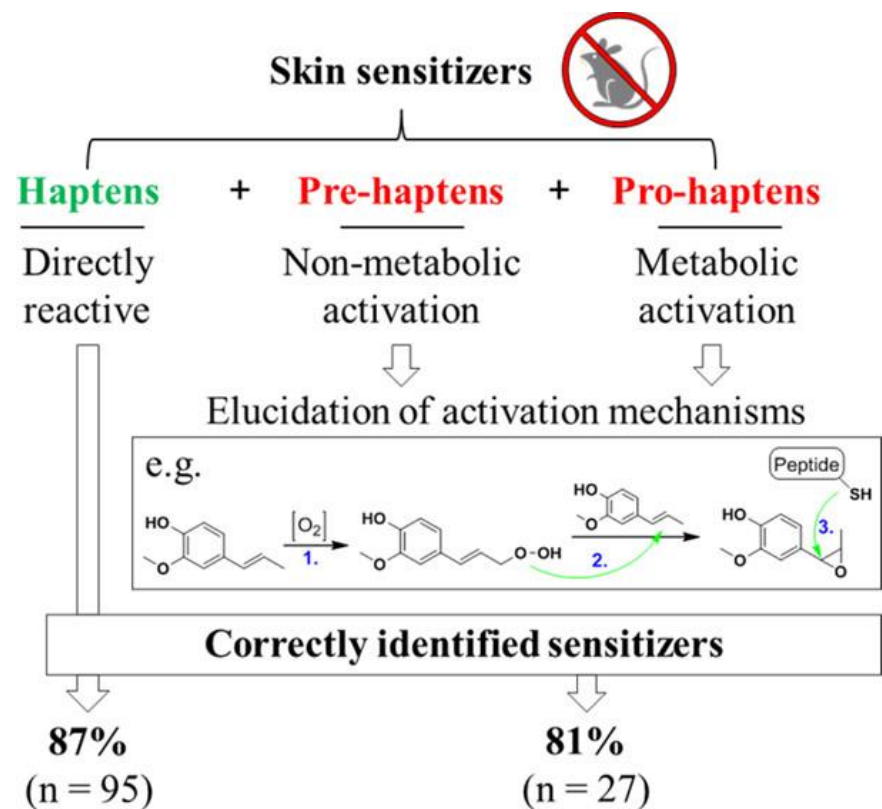 Skin sensitizers
Haptens + Pre-haptens + Pro-haptens
Directly reactive
Non-metabolic activation
Metabolic activation
Elucidation of activation mechanisms
e.g.
HO
O
[O2]
1.
HO
O
O-OH
HO
O
2.
Peptide
SH
3.
HO
O
O
Correctly identified sensitizers
87%
(n = 95)
81%
(n = 27)